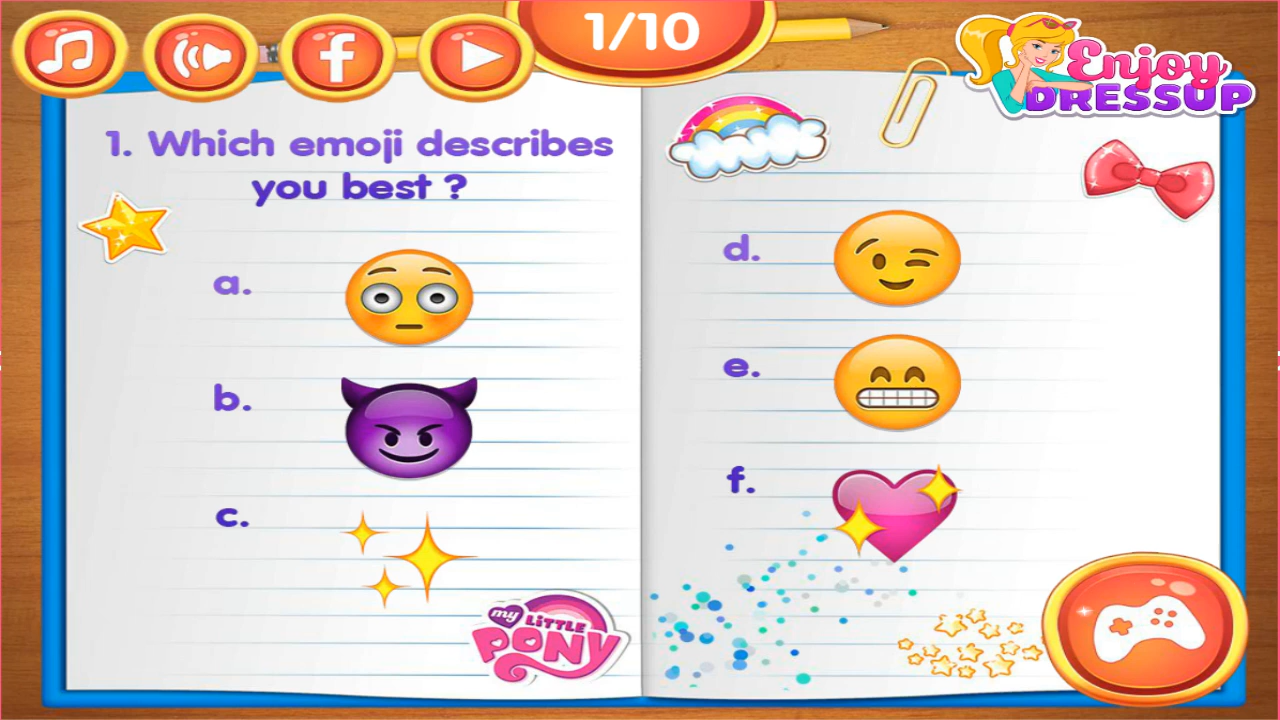 1/10
Enjoy
DRESSUP
1. Which emoji describes
you best ?
a.
b.
c.
d.
e.
f.
my
LiTTLE
PONY